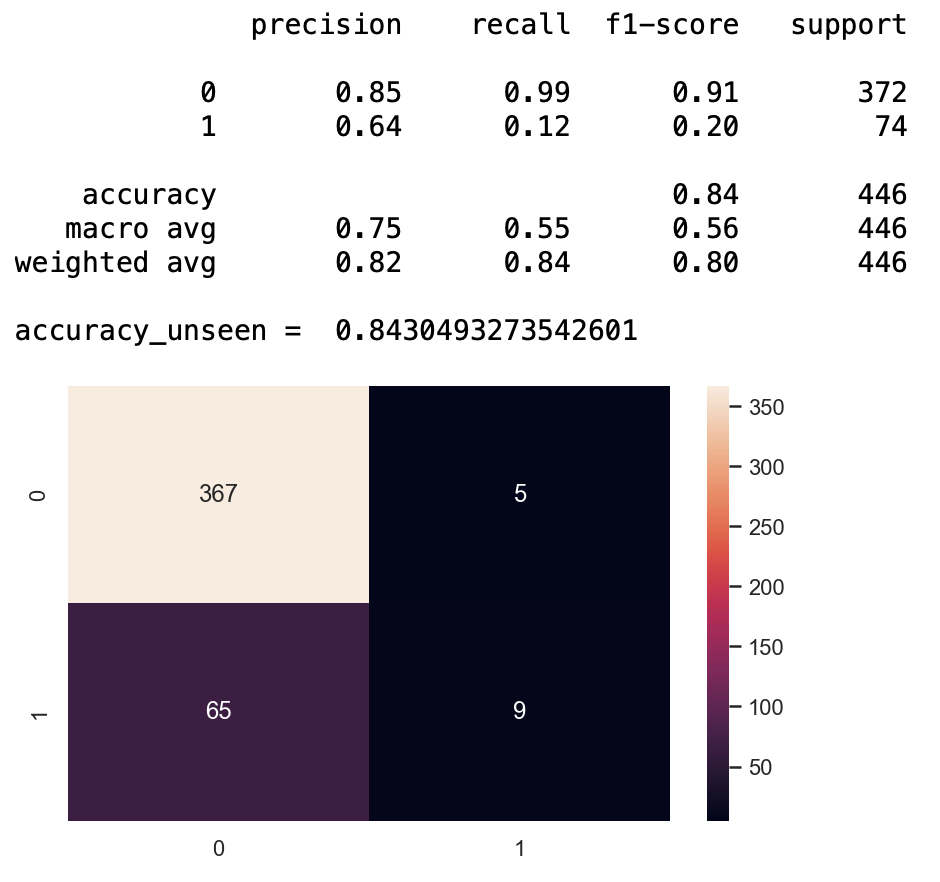 precision recall f1-score support
0 0.85 0.99 0.91 372
1 0.64 0.12 0.20 74
accuracy 0.84 446
macro avg 0.75 0.55 0.56 446
weighted avg 0.82 0.84 0.80 446
accuracy_unseen = 0.8430493273542601
350
0 367 5
300
250
200
150
1 65 9
100
50
0 1